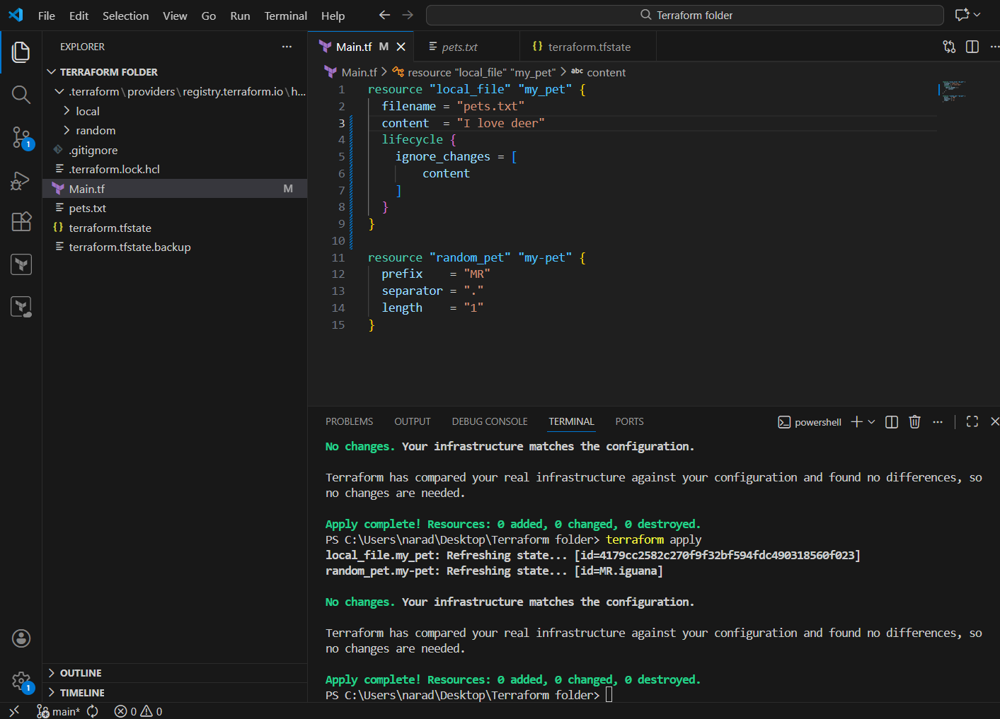 File Edit Selection View Go Run Terminal Help
Terraform folder
EXPLORER
TERRAFORM FOLDER
.terraform\providers\registry.terraform.io\h...
local
random
.gitignore
.terraform.lock.hcl
Main.tf M
pets.txt
terraform.tfstate
terraform.tfstate.backup
OUTLINE
TIMELINE
Main.tf M
pets.txt
terraform.tfstate
Main.tf > resource "local_file" "my_pet" > abc content
1 resource "local_file" "my_pet" {
2 filename = "pets.txt"
3 content = "I love deer"
4 lifecycle {
5 ignore_changes = [
6 content
7 ]
8 }
9 }
10
11 resource "random_pet" "my-pet" {
12 prefix = "MR"
13 separator = "."
14 length = "1"
15 }
PROBLEMS OUTPUT DEBUG CONSOLE TERMINAL PORTS
powershell
No changes. Your infrastructure matches the configuration.
Terraform has compared your real infrastructure against your configuration and found no differences, so
no changes are needed.
Apply complete! Resources: 0 added, 0 changed, 0 destroyed.
PS C:\Users\narad\Desktop\Terraform folder> terraform apply
local_file.my_pet: Refreshing state... [id=4179cc2582c270f9f32bf594fdc490318560f023]
random_pet.my-pet: Refreshing state... [id=MR.iguana]
No changes. Your infrastructure matches the configuration.
Terraform has compared your real infrastructure against your configuration and found no differences, so
no changes are needed.
Apply complete! Resources: 0 added, 0 changed, 0 destroyed.
PS C:\Users\narad\Desktop\Terraform folder>
1
1
main* 0 0